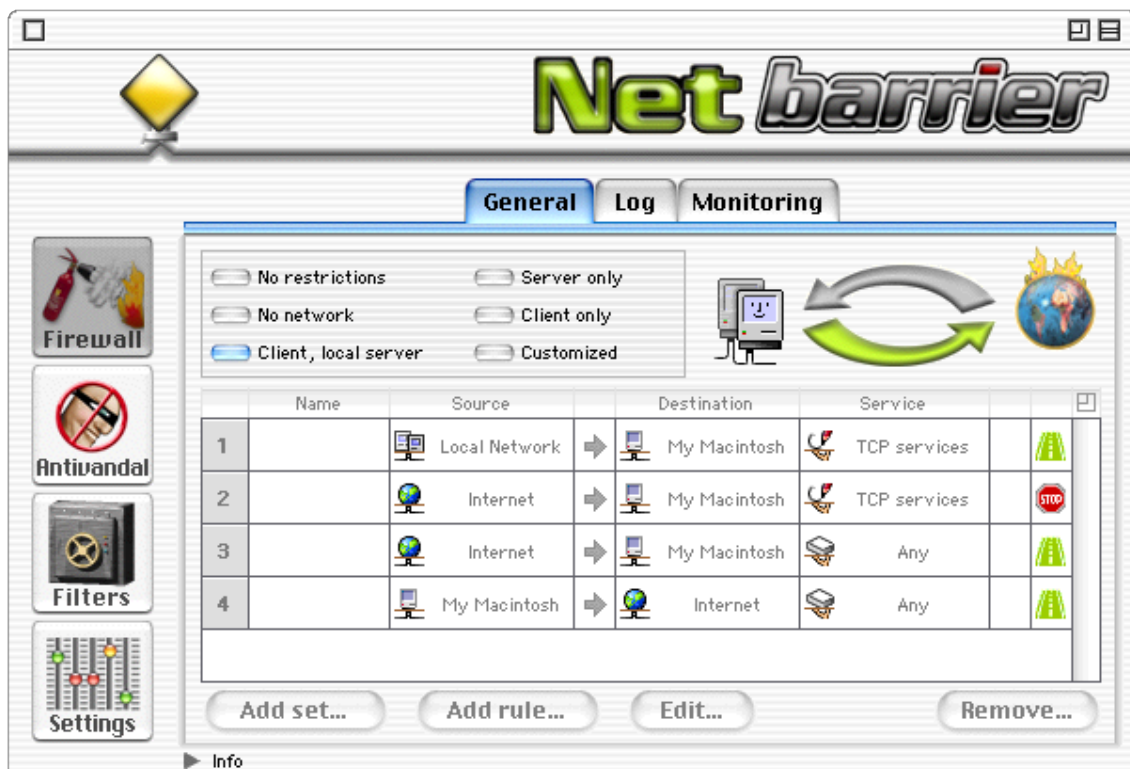 Net barrier
General Log Monitoring
Firewall
Antivandal
Filters
Settings
No restrictions Server only
No network Client only
Client, local server Customized
Name Source Destination Service
1 Local Network My Macintosh TCP services
2 Internet My Macintosh TCP services STOP
3 Internet My Macintosh Any
4 My Macintosh Internet Any
Add set... Add rule... Edit... Remove...
Info